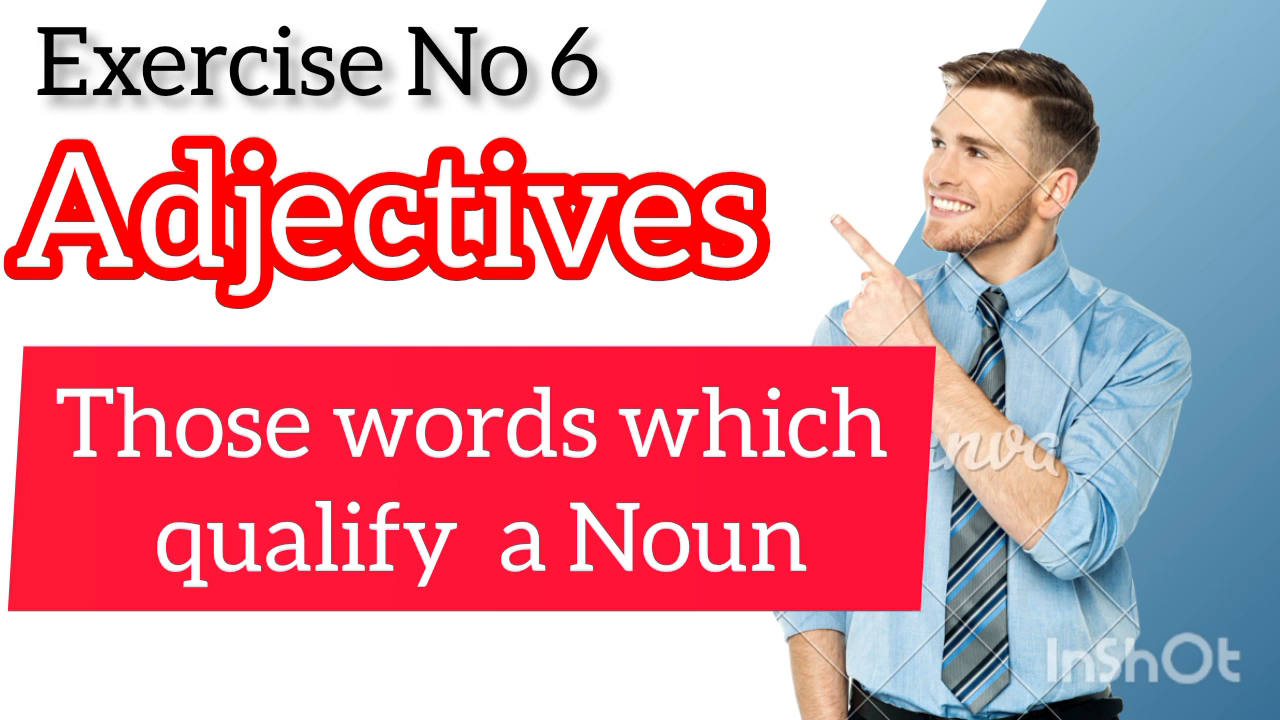 Exercise No 6
Adjectives
Those words which
qualify a Noun
InShOt